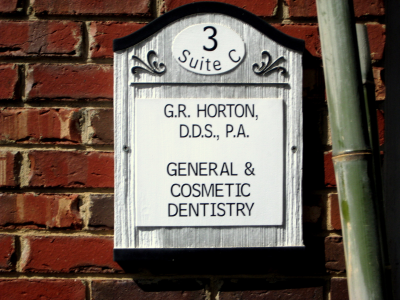 3
Suite C
G.R. HORTON,
D.D.S., P.A.
GENERAL &
COSMETIC
DENTISTRY